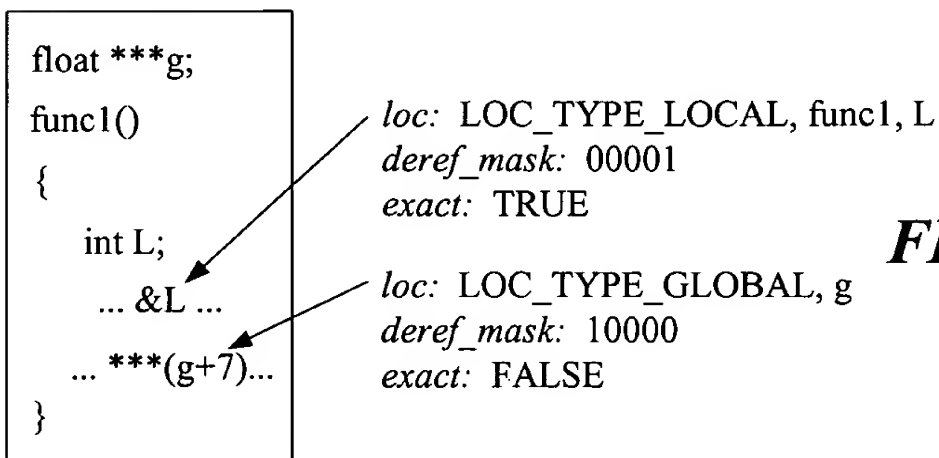 float ***g;
func1()
{
int L;
... &L ...
... ***(g+7)...
}
loc: LOC_TYPE_LOCAL, func1, L
deref_mask: 00001
exact: TRUE
loc: LOC_TYPE_GLOBAL, g
deref_mask: 10000
exact: FALSE